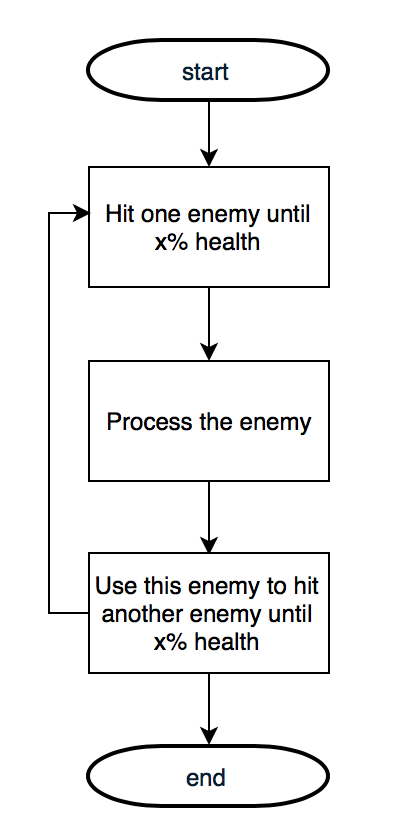 start
Hit one enemy until
x% health
Process the enemy
Use this enemy to hit
another enemy until
x% health
end